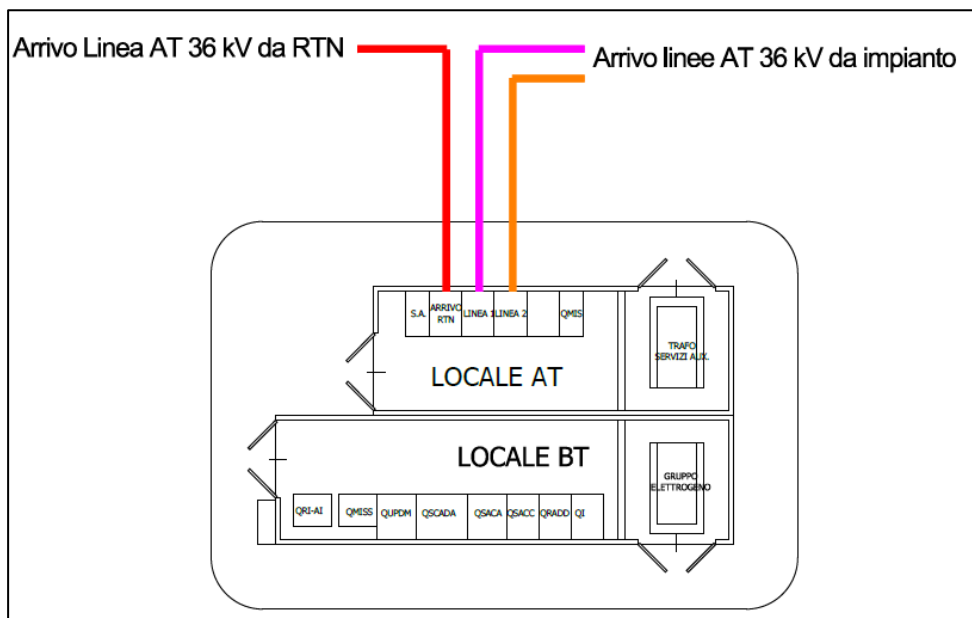 Arrivo Linea AT 36 kV da RTN
Arrivo linee AT 36 kV da impianto
S.A. ARRIVO RTN LINEA 1 LINEA 2 QMIS
TRAFO
SERVIZI AUX.
LOCALE AT
LOCALE BT
GRUPPO
ELETTROGENO
QRI-AI QMISS QUPDM QSCADA QSACA QSACC QRADD QI